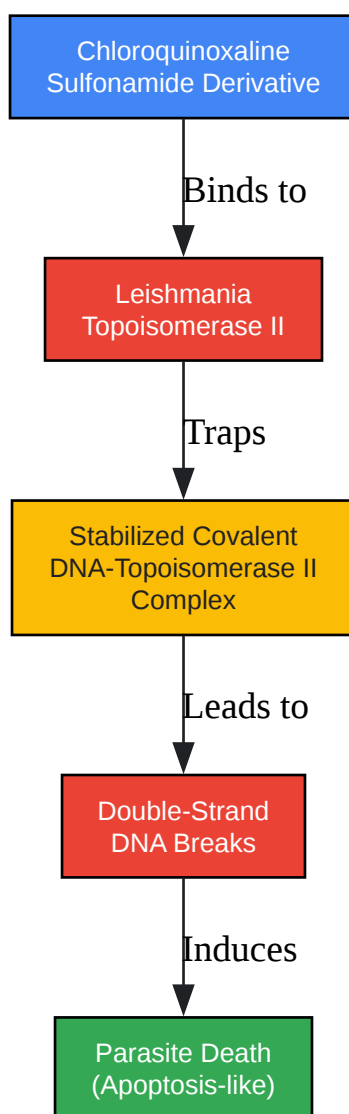 Chloroquinoxaline
Sulfonamide Derivative
Binds to
Leishmania
Topoisomerase II
Traps
Stabilized Covalent
DNA-Topoisomerase II
Complex
Leads to
Double-Strand
DNA Breaks
Induces
Parasite Death
(Apoptosis-like)